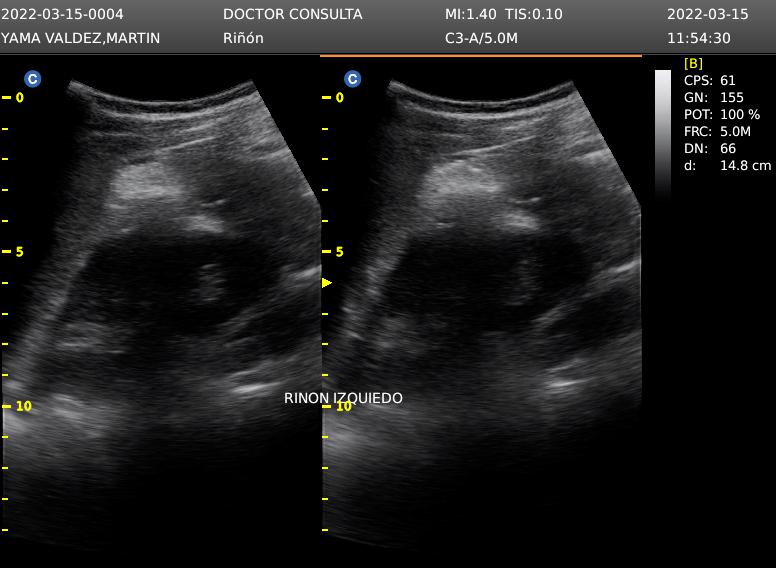 2022-03-15-0004 DOCTOR CONSULTA MI:1.40 TIS:0.10 2022-03-15
YAMA VALDEZ,MARTIN Riñón C3-A/5.0M 11:54:30
[B]
C C
0 0
CPS: 61
GN: 155
POT: 100 %
FRC: 5.0M
DN: 66
d: 14.8 cm
5 5
RINON IZQUIEDO
10 10